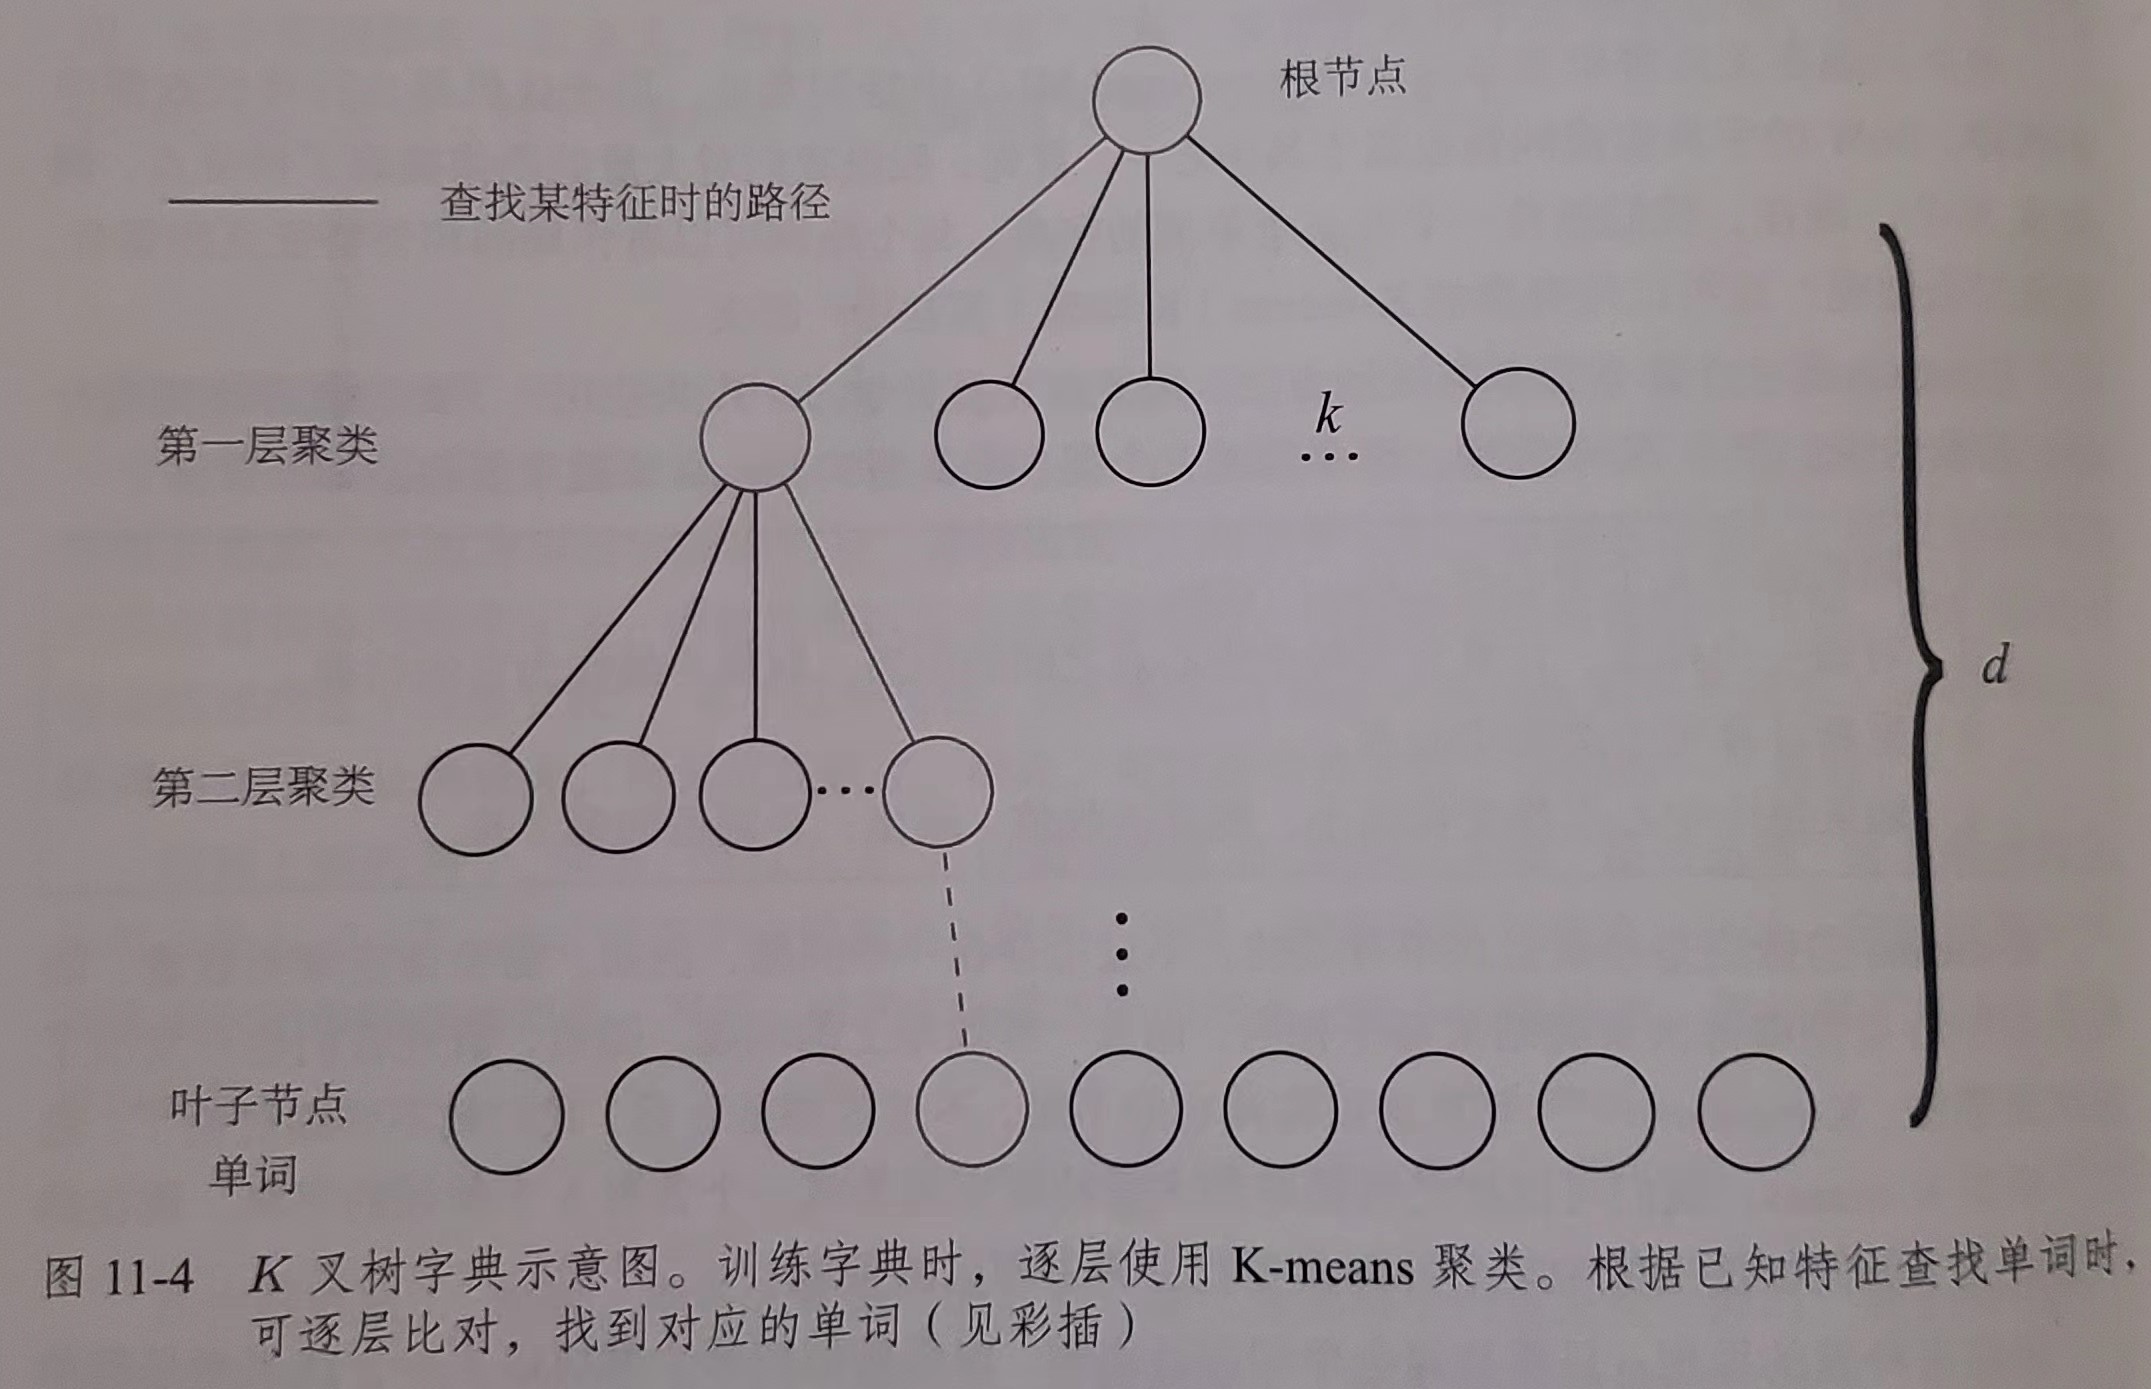 根节点
查找某特征时的路径
第一层聚类
k
...
d
第二层聚类
...
叶子节点
单词
图 11-4 K 叉树字典示意图。训练字典时，逐层使用 K-means 聚类。根据已知特征查找单词时，
可逐层比对，找到对应的单词（见彩插）